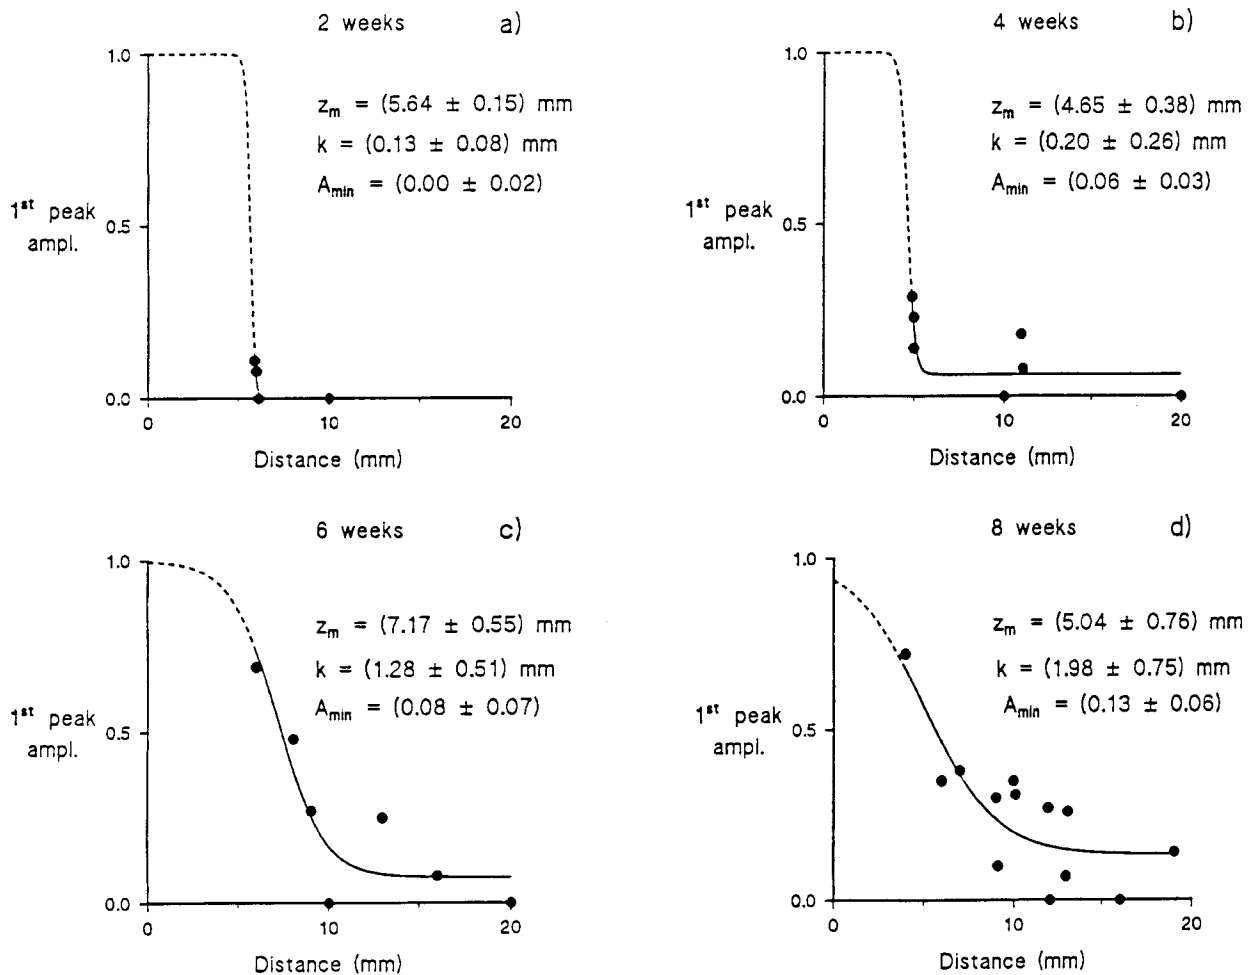 2 weeks a)
1.0
z_m = (5.64 ± 0.15) mm
k = (0.13 ± 0.08) mm
A_min = (0.00 ± 0.02)
1st peak
ampl.
0.5
0.0
0 10 20
Distance (mm)
4 weeks b)
1.0
z_m = (4.65 ± 0.38) mm
k = (0.20 ± 0.26) mm
A_min = (0.06 ± 0.03)
1st peak
ampl.
0.5
0.0
0 10 20
Distance (mm)
6 weeks c)
1.0
z_m = (7.17 ± 0.55) mm
k = (1.28 ± 0.51) mm
A_min = (0.08 ± 0.07)
1st peak
ampl.
0.5
0.0
0 10 20
Distance (mm)
8 weeks d)
1.0
z_m = (5.04 ± 0.76) mm
k = (1.98 ± 0.75) mm
A_min = (0.13 ± 0.06)
1st peak
ampl.
0.5
0.0
0 10 20
Distance (mm)